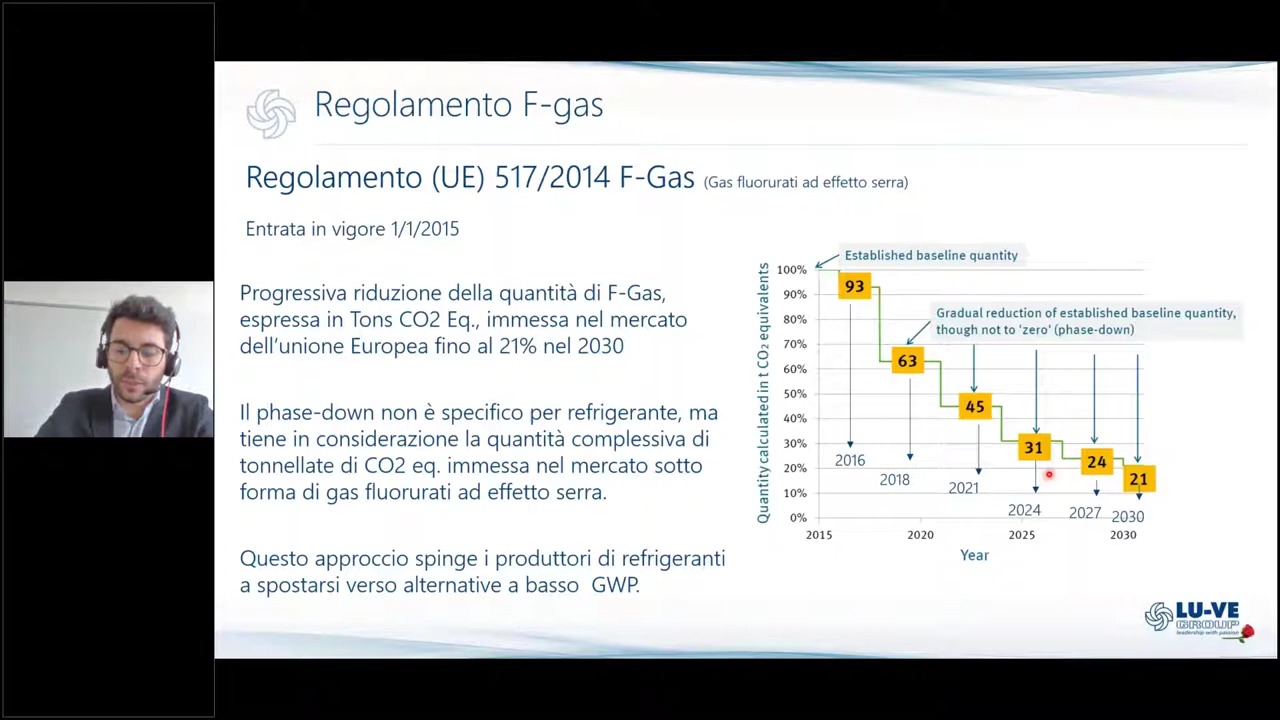 Regolamento F-gas
Regolamento (UE) 517/2014 F-Gas (Gas fluorurati ad effetto serra)
Entrata in vigore 1/1/2015
Progressiva riduzione della quantità di F-Gas,
espressa in Tons CO2 Eq., immessa nel mercato
dell'unione Europea fino al 21% nel 2030
Il phase-down non è specifico per refrigerante, ma
tiene in considerazione la quantità complessiva di
tonnellate di CO2 eq. immessa nel mercato sotto
forma di gas fluorurati ad effetto serra.
Questo approccio spinge i produttori di refrigeranti
a spostarsi verso alternative a basso GWP.
Quantity calculated in t CO₂ equivalents
Established baseline quantity
Gradual reduction of established baseline quantity,
though not to 'zero' (phase-down)
100%
90%
80%
70%
60%
50%
40%
30%
20%
10%
0%
93
63
45
31
24
21
2016
2018
2021
2024
2027
2030
2015
2020
2025
2030
Year
LU-VE
GROUP
leadership with passion